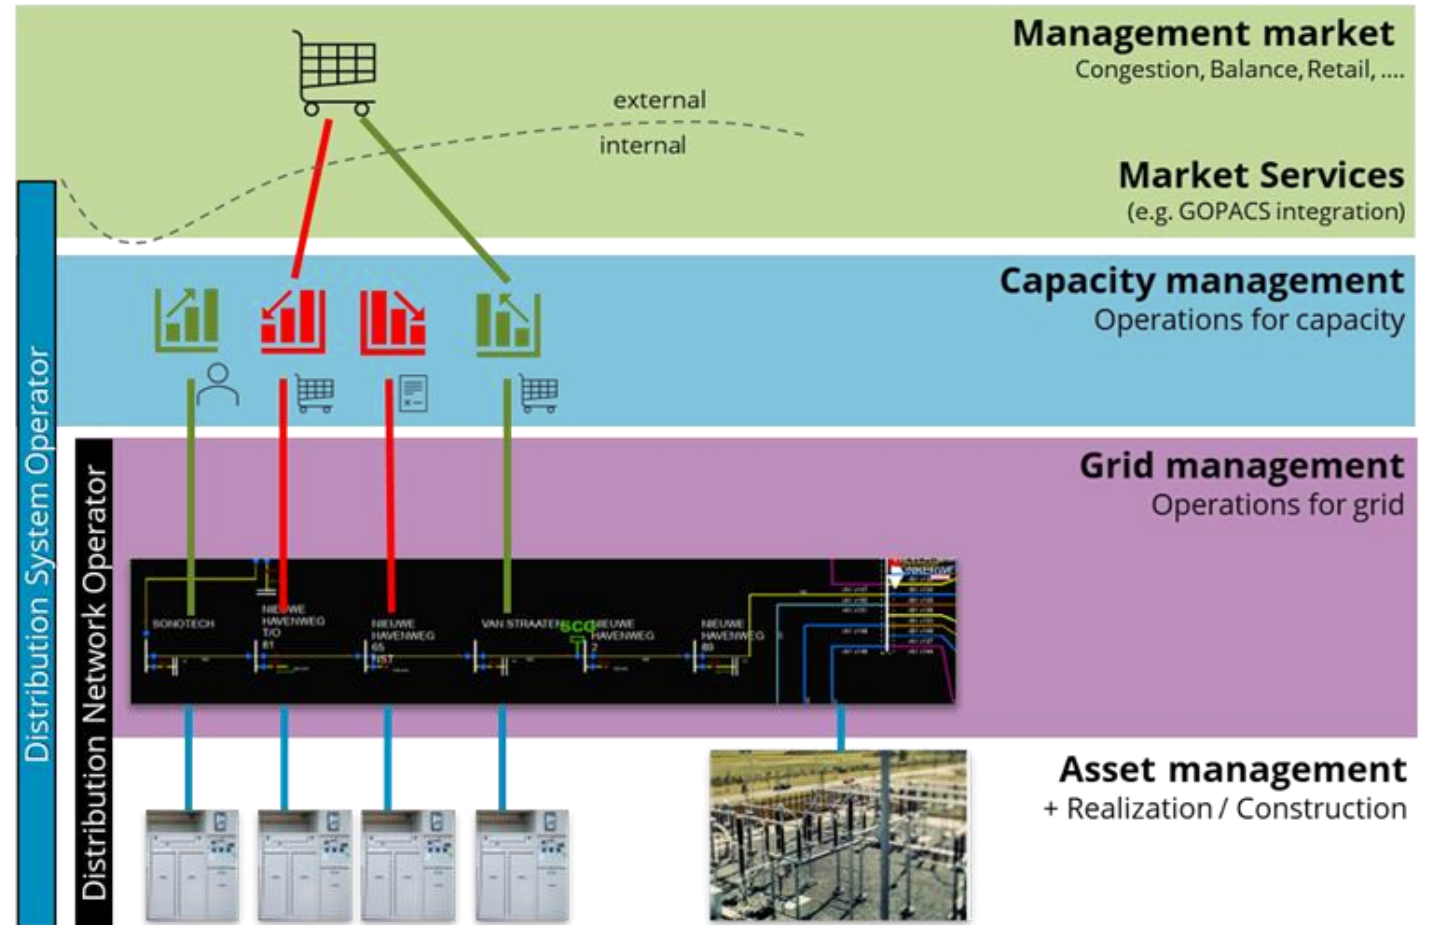 Management market
Congestion, Balance, Retail, ....
external
internal
Market Services
(e.g. GOPACS integration)
Capacity management
Operations for capacity
Distribution System Operator
Distribution Network Operator
Grid management
Operations for grid
SONOTECH
NIEUWE
HAVENWEG
T/O
81
NIEUWE
HAVENWEG
65
VAN STRAATEN
NIEUWE
HAVENWEG
2
NIEUWE
HAVENWEG
Asset management
+ Realization / Construction